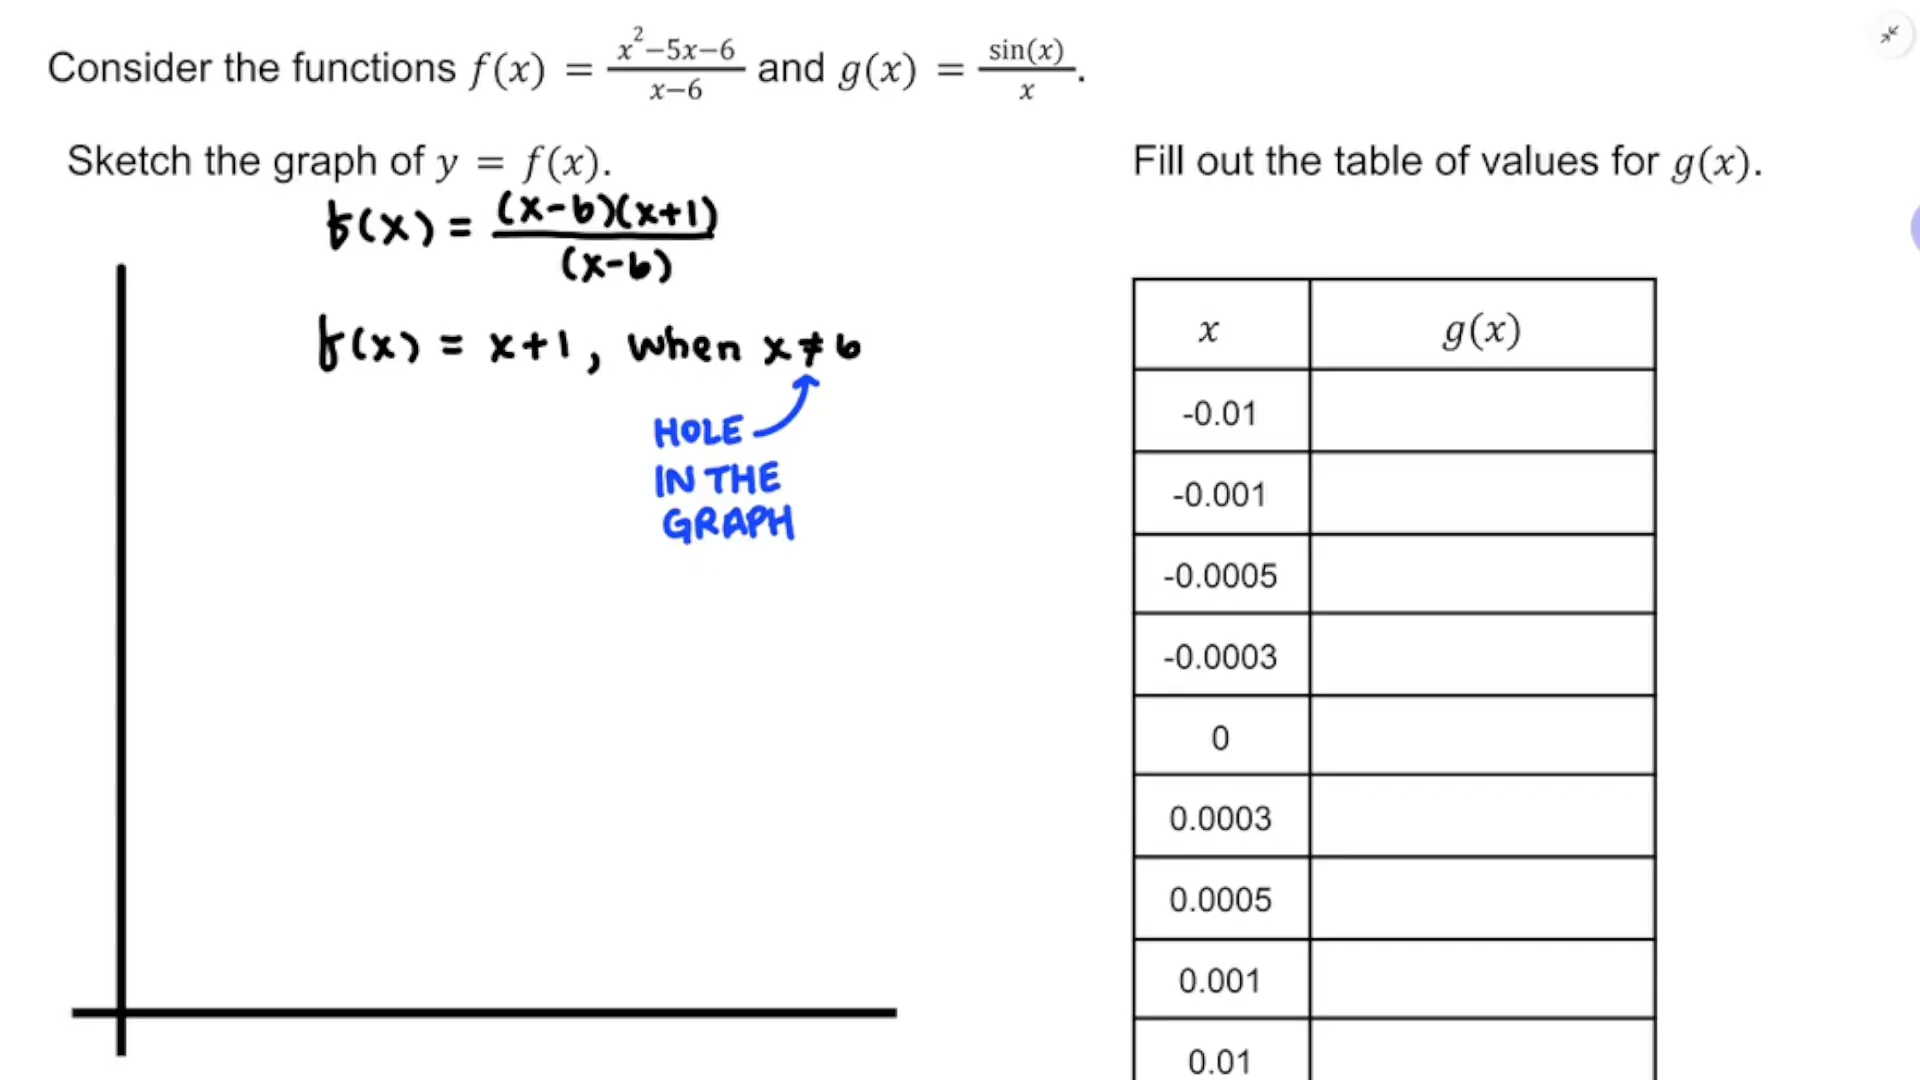 Consider the functions f(x) = (x²−5x−6)/(x−6) and g(x) = sin(x)/x.
Sketch the graph of y = f(x).
f(x) = (x-6)(x+1)/(x-6)
f(x) = x+1, when x≠6
HOLE
IN THE
GRAPH
Fill out the table of values for g(x).
x g(x)
-0.01
-0.001
-0.0005
-0.0003
0
0.0003
0.0005
0.001
0.01